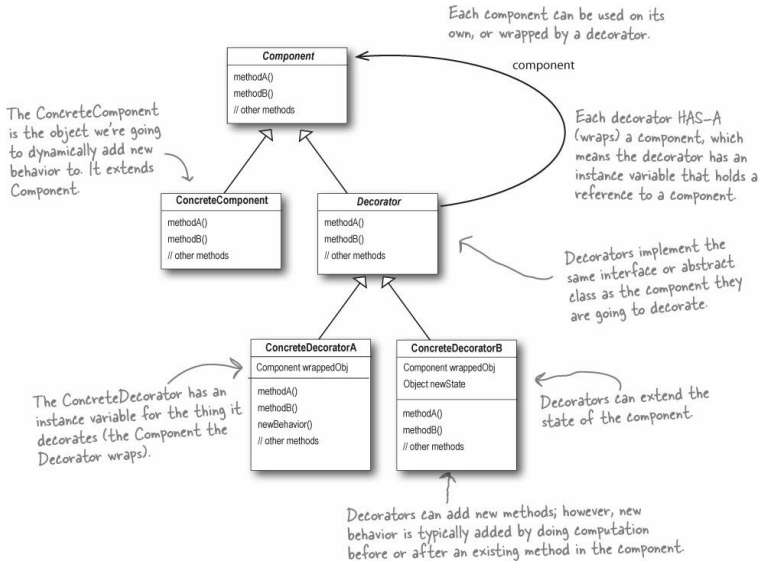 Each component can be used on its
own, or wrapped by a decorator.
Component
methodA()
methodB()
// other methods
component
The ConcreteComponent
is the object we're going
to dynamically add new
behavior to. It extends
Component.
Each decorator HAS-A
(wraps) a component, which
means the decorator has an
instance variable that holds a
reference to a component.
ConcreteComponent
methodA()
methodB()
// other methods
Decorator
methodA()
methodB()
// other methods
Decorators implement the
same interface or abstract
class as the component they
are going to decorate.
ConcreteDecoratorA
Component wrappedObj
methodA()
methodB()
newBehavior()
// other methods
ConcreteDecoratorB
Component wrappedObj
Object newState
methodA()
methodB()
// other methods
The ConcreteDecorator has an
instance variable for the thing it
decorates (the Component the
Decorator wraps).
Decorators can extend the
state of the component.
Decorators can add new methods; however, new
behavior is typically added by doing computation
before or after an existing method in the component.